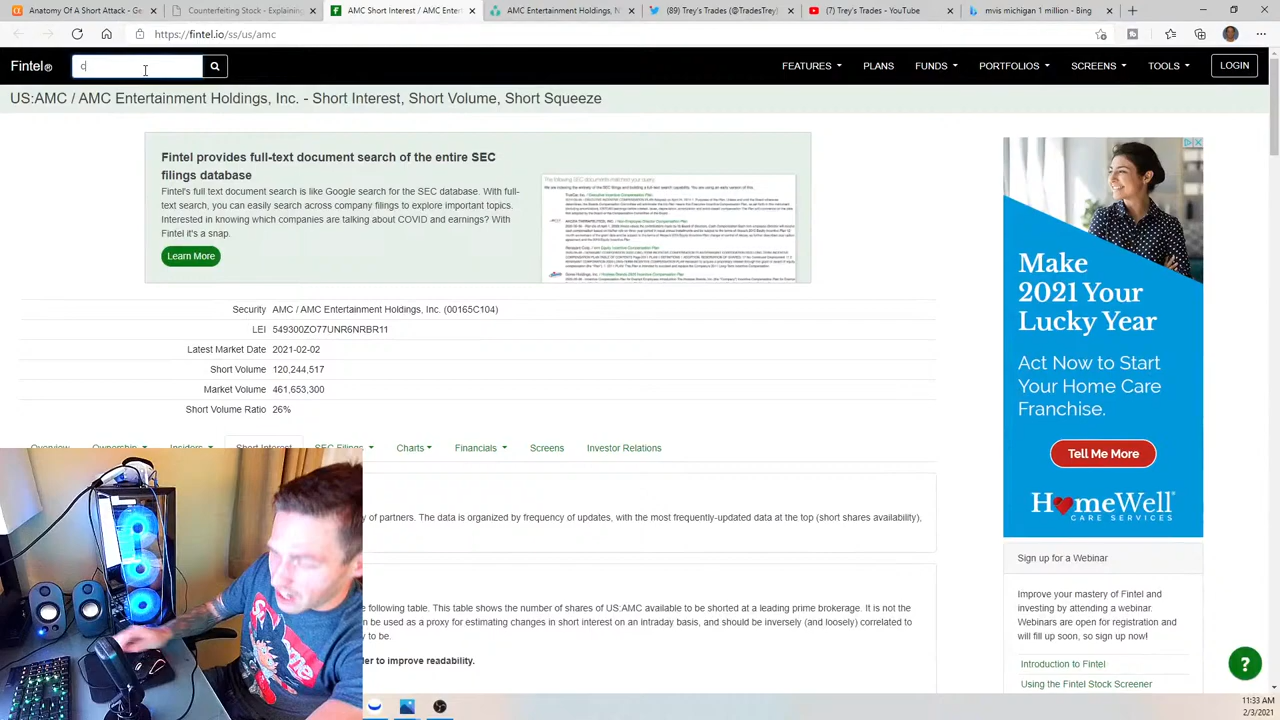 Anatomy of a Short Attack
Counterfeiting Stock - Explaining
AMC Short Interest / AMC Enter
AMC Entertainment Holdings, N
(89) Trey's Trades (@TradesTrey)
(7) Trey's Trades - YouTube
mvis michigan 1 million - Bing
https://fintel.io/ss/us/amc
Fintel®
c
FEATURES
PLANS
FUNDS
PORTFOLIOS
SCREENS
TOOLS
LOGIN
US:AMC / AMC Entertainment Holdings, Inc. - Short Interest, Short Volume, Short Squeeze
Fintel provides full-text document search of the entire SEC
filings database
Fintel's full text document search is like Google search for the SEC database. With full-
text search, you can easily search across company filings to explore important topics.
Interested in knowing which companies are talking about COVID and earnings? With
Fintel it's a snap.
Learn More
Security AMC / AMC Entertainment Holdings, Inc. (00165C104)
LEI 549300ZO77UNR6NRBR11
Latest Market Date 2021-02-02
Short Volume 120,244,517
Market Volume 461,653,300
Short Volume Ratio 26%
Overview
Ownership
Insiders
Short Interest
SEC Filings
Charts
Financials
Screens
Investor Relations
y of partners. The data is organized by frequency of updates, with the most frequently-updated data at the top (short shares availability),
e following table. This table shows the number of shares of US:AMC available to be shorted at a leading prime brokerage. It is not the
n be used as a proxy for estimating changes in short interest on an intraday basis, and should be inversely (and loosely) correlated to
y to be.
er to improve readability.
Make
2021 Your
Lucky Year
Act Now to Start
Your Home Care
Franchise.
Tell Me More
HomeWell
CARE SERVICES
Sign up for a Webinar
Improve your mastery of Fintel and
investing by attending a webinar.
Webinars are open for registration and
will fill up soon, so sign up now!
Introduction to Fintel
Using the Fintel Stock Screener
?
11:33 AM
2/3/2021